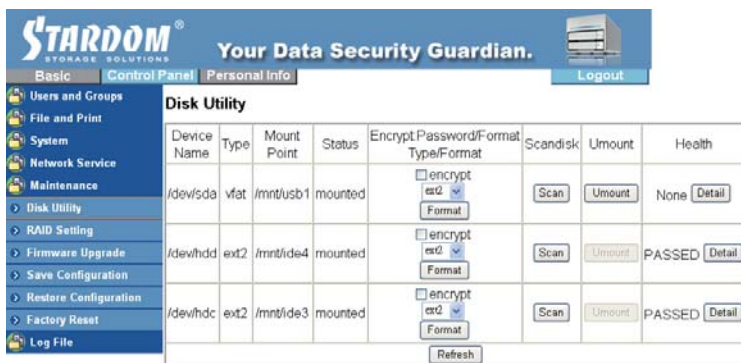 STARDOM®
STORAGE SOLUTIONS
Your Data Security Guardian.
Basic Control Panel Personal Info Logout
Users and Groups
File and Print
System
Network Service
Maintenance
Disk Utility
RAID Setting
Firmware Upgrade
Save Configuration
Restore Configuration
Factory Reset
Log File
Disk Utility
Device Name Type Mount Point Status Encrypt:Password/Format Type/Format Scandisk Umount Health
/dev/sda vfat /mnt/usb1 mounted encrypt ext2 Format Scan Umount None Detail
/dev/hdd ext2 /mnt/ide4 mounted encrypt ext2 Format Scan Umount PASSED Detail
/dev/hdc ext2 /mnt/ide3 mounted encrypt ext2 Format Scan Umount PASSED Detail
Refresh